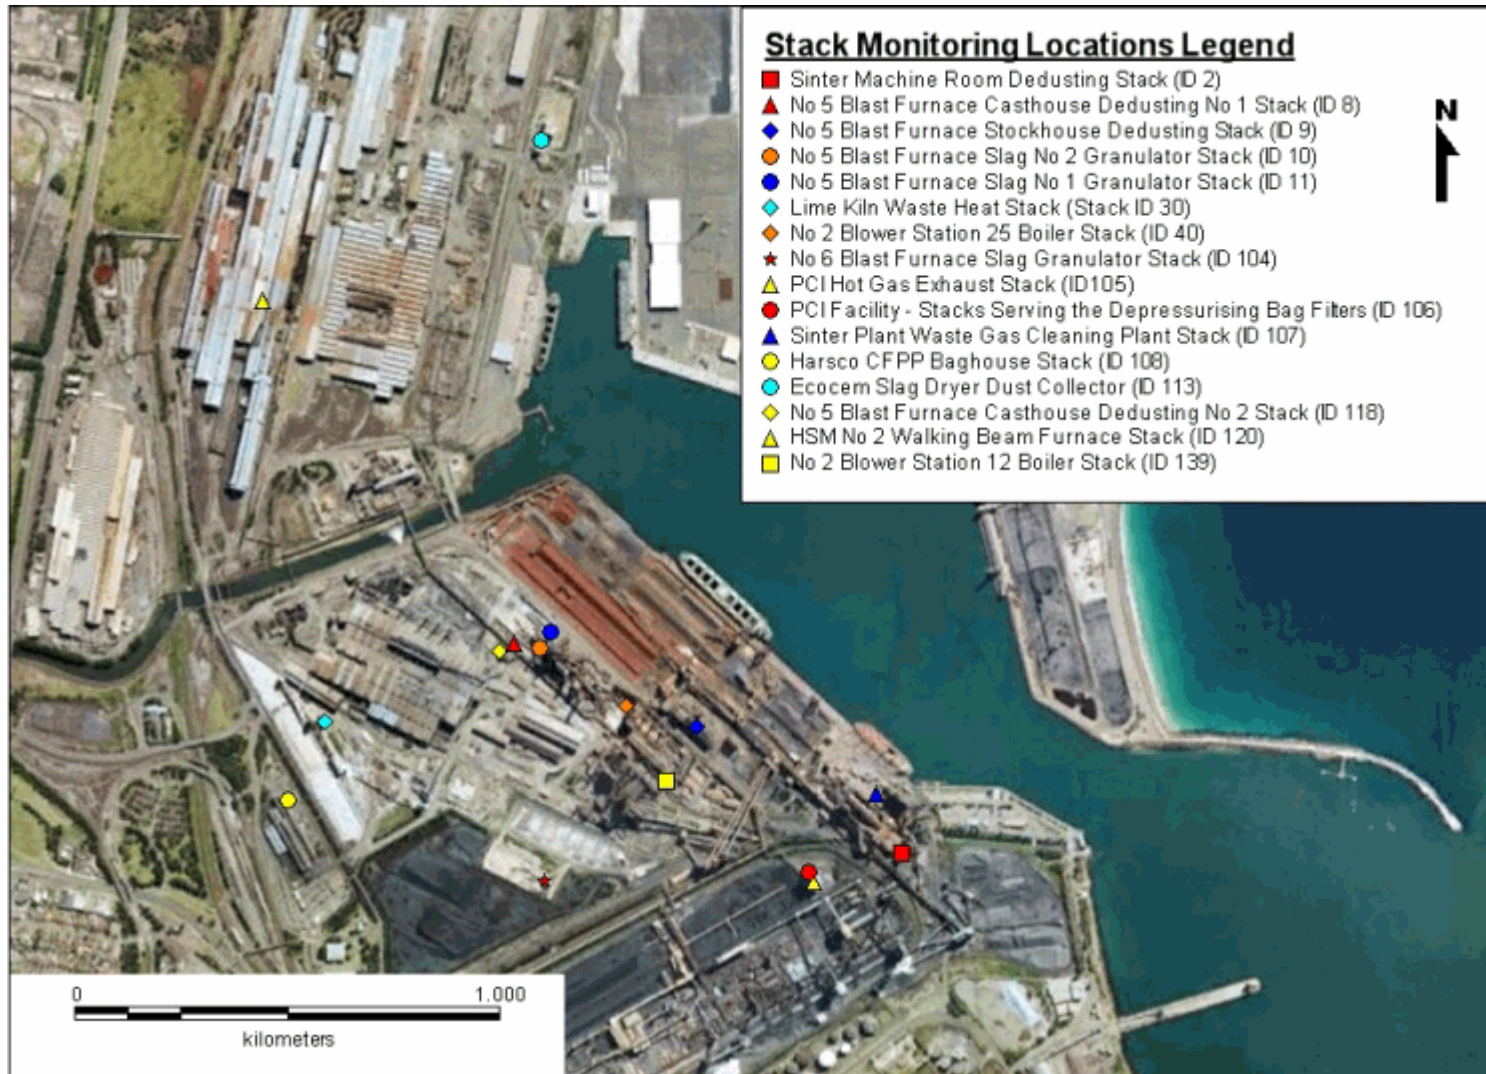 Stack Monitoring Locations Legend
Sinter Machine Room Dedusting Stack (ID 2)
No 5 Blast Furnace Casthouse Dedusting No 1 Stack (ID 8)
No 5 Blast Furnace Stockhouse Dedusting Stack (ID 9)
No 5 Blast Furnace Slag No 2 Granulator Stack (ID 10)
No 5 Blast Furnace Slag No 1 Granulator Stack (ID 11)
Lime Kiln Waste Heat Stack (Stack ID 30)
No 2 Blower Station 25 Boiler Stack (ID 40)
No 6 Blast Furnace Slag Granulator Stack (ID 104)
PCI Hot Gas Exhaust Stack (ID105)
PCI Facility - Stacks Serving the Depressurising Bag Filters (ID 106)
Sinter Plant Waste Gas Cleaning Plant Stack (ID 107)
Harsco CFPP Baghouse Stack (ID 108)
Ecocem Slag Dryer Dust Collector (ID 113)
No 5 Blast Furnace Casthouse Dedusting No 2 Stack (ID 118)
HSM No 2 Walking Beam Furnace Stack (ID 120)
No 2 Blower Station 12 Boiler Stack (ID 139)
N
0 1,000
kilometers